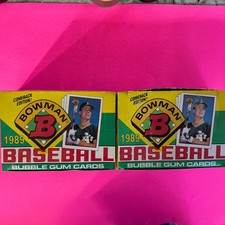 COMEBACK
EDITION!
BOWMAN
B
1989
BASEBALL
BUBBLE GUM CARDS
COMEBACK
EDITION!
BOWMAN
B
1989
BASEBALL
BUBBLE GUM CARDS